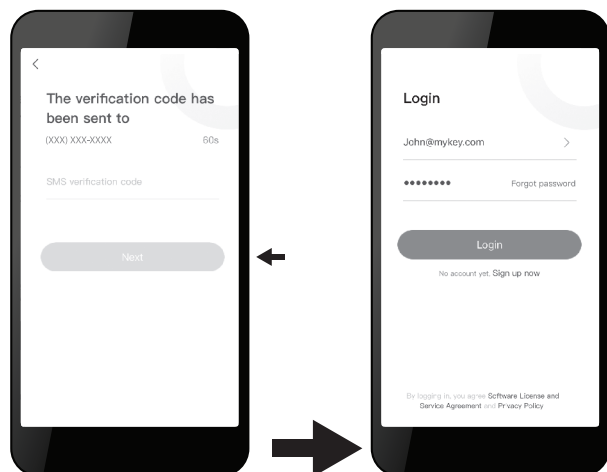 The verification code has
been sent to
(XXX) XXX-XXXX 60s
SMS verification code
Next
Login
John@mykey.com
●●●●●●●● Forgot password
Login
No account yet. Sign up now
By logging in, you agree Software License and
Service Agreement and Privacy Policy